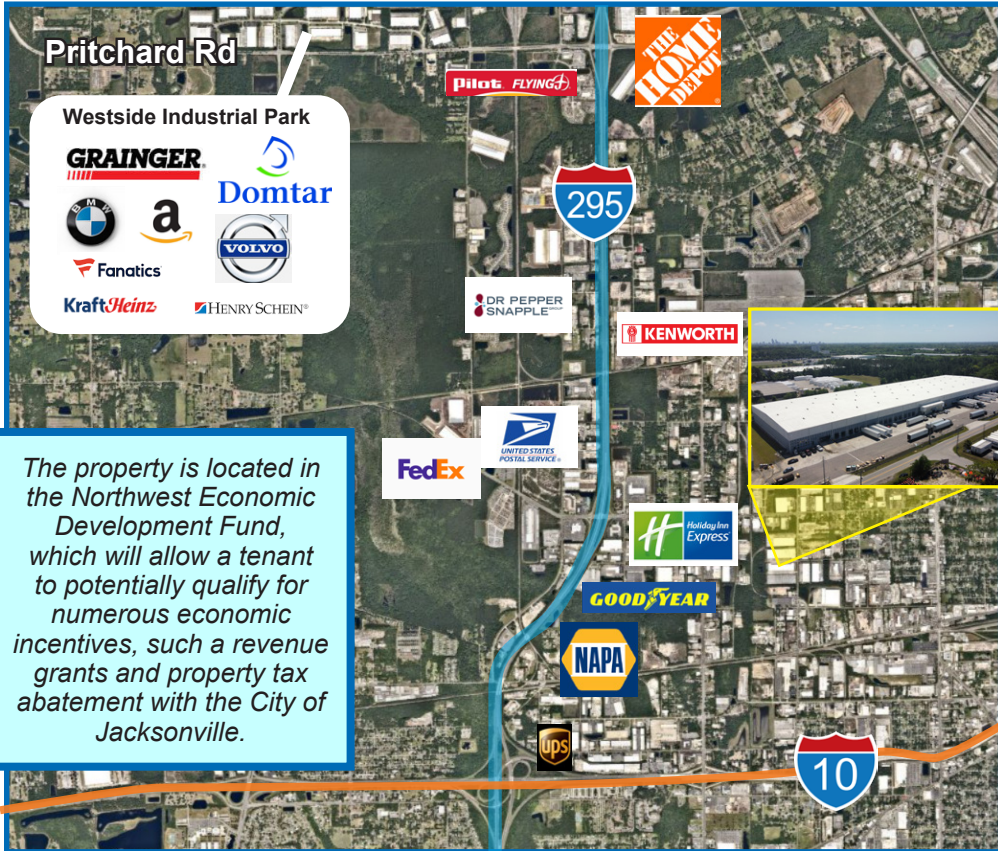 Pritchard Rd
Westside Industrial Park
GRAINGER®
Domtar
BMW
a
VOLVO
Fanatics
KraftHeinz
HENRY SCHEIN®
Pilot. FLYING J
THE
HOME
DEPOT
295
DR PEPPER
SNAPPLE
KENWORTH
UNITED STATES
POSTAL SERVICE®
FedEx
Holiday Inn
Express
GOODYEAR
NAPA
ups
10
The property is located in
the Northwest Economic
Development Fund,
which will allow a tenant
to potentially qualify for
numerous economic
incentives, such a revenue
grants and property tax
abatement with the City of
Jacksonville.